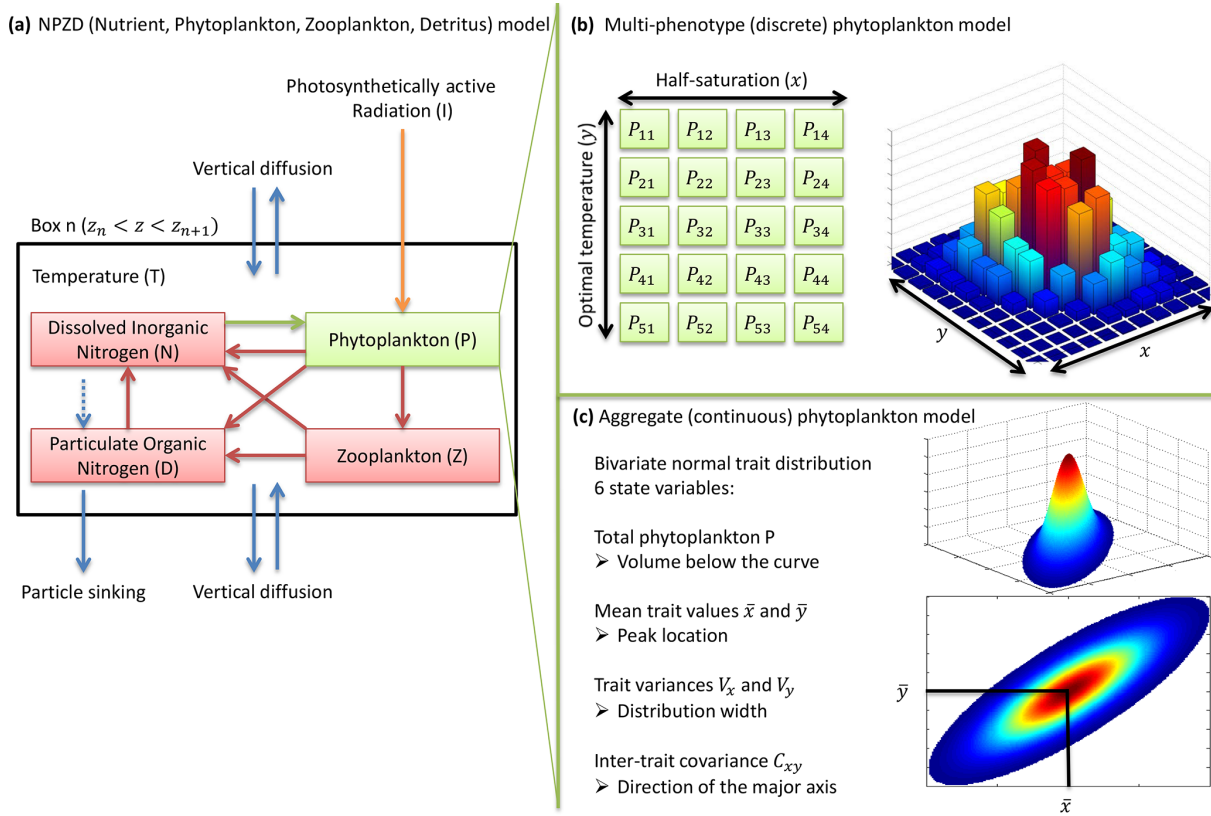 (a) NPZD (Nutrient, Phytoplankton, Zooplankton, Detritus) model
Photosynthetically active
Radiation (I)
Vertical diffusion
Box n (zₙ < z < zₙ₊₁)
Temperature (T)
Dissolved Inorganic
Nitrogen (N)
Phytoplankton (P)
Particulate Organic
Nitrogen (D)
Zooplankton (Z)
Particle sinking
Vertical diffusion
(b) Multi-phenotype (discrete) phytoplankton model
Half-saturation (x)
Optimal temperature (y)
P₁₁ P₁₂ P₁₃ P₁₄
P₂₁ P₂₂ P₂₃ P₂₄
P₃₁ P₃₂ P₃₃ P₃₄
P₄₁ P₄₂ P₄₃ P₄₄
P₅₁ P₅₂ P₅₃ P₅₄
y
x
(c) Aggregate (continuous) phytoplankton model
Bivariate normal trait distribution
6 state variables:
Total phytoplankton P
➢ Volume below the curve
Mean trait values x̄ and ȳ
➢ Peak location
Trait variances Vₓ and V_y
➢ Distribution width
Inter-trait covariance C_xy
➢ Direction of the major axis
ȳ
x̄